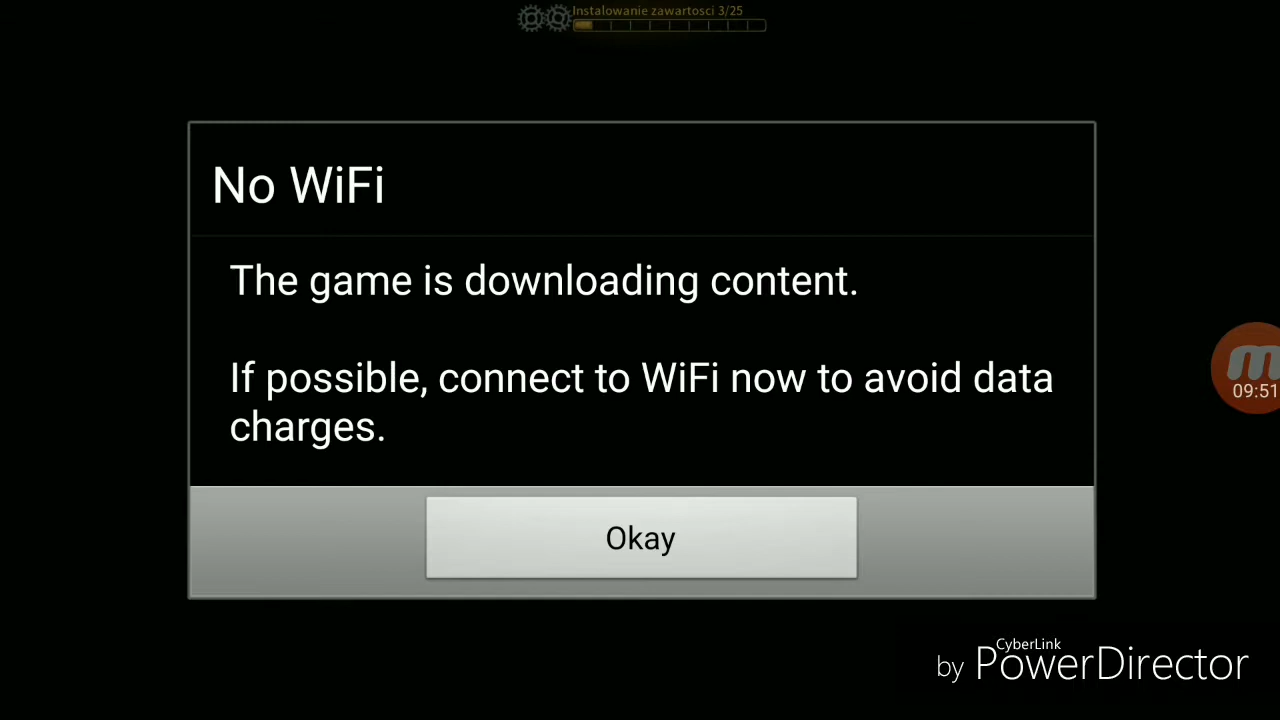 Instalowanie zawartosci 3/25
No WiFi
The game is downloading content.
If possible, connect to WiFi now to avoid data
charges.
09:51
Okay
CyberLink
by PowerDirector